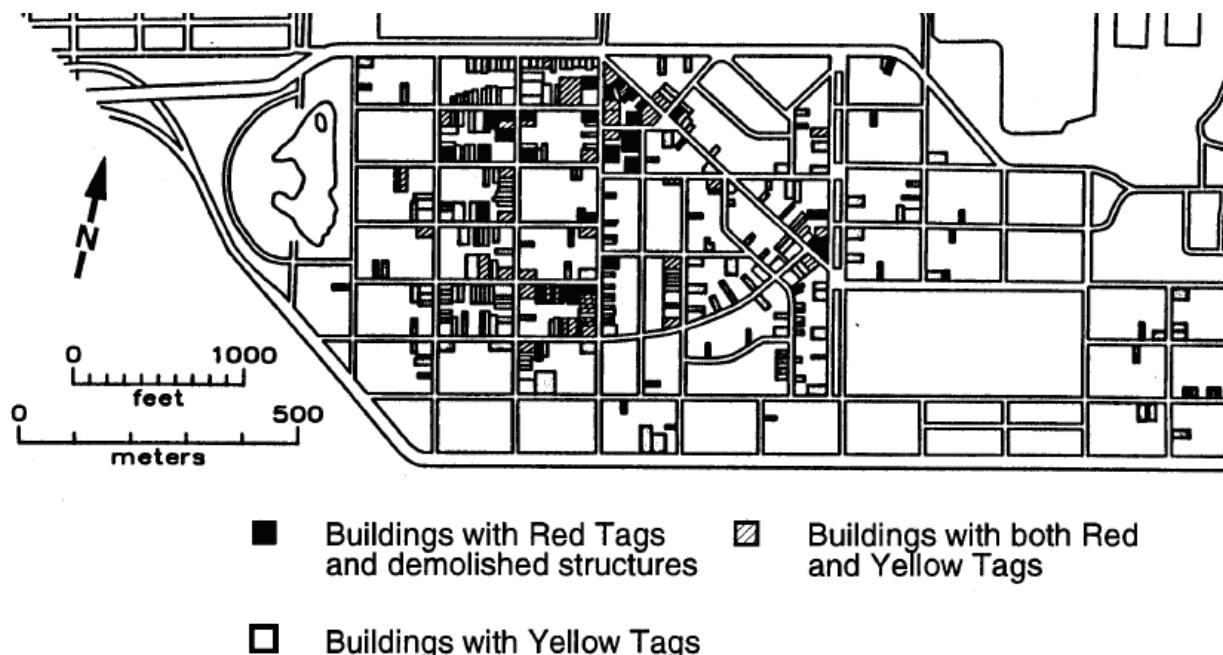 N
0 1000
feet
0 500
meters
Buildings with Red Tags
and demolished structures
Buildings with both Red
and Yellow Tags
Buildings with Yellow Tags